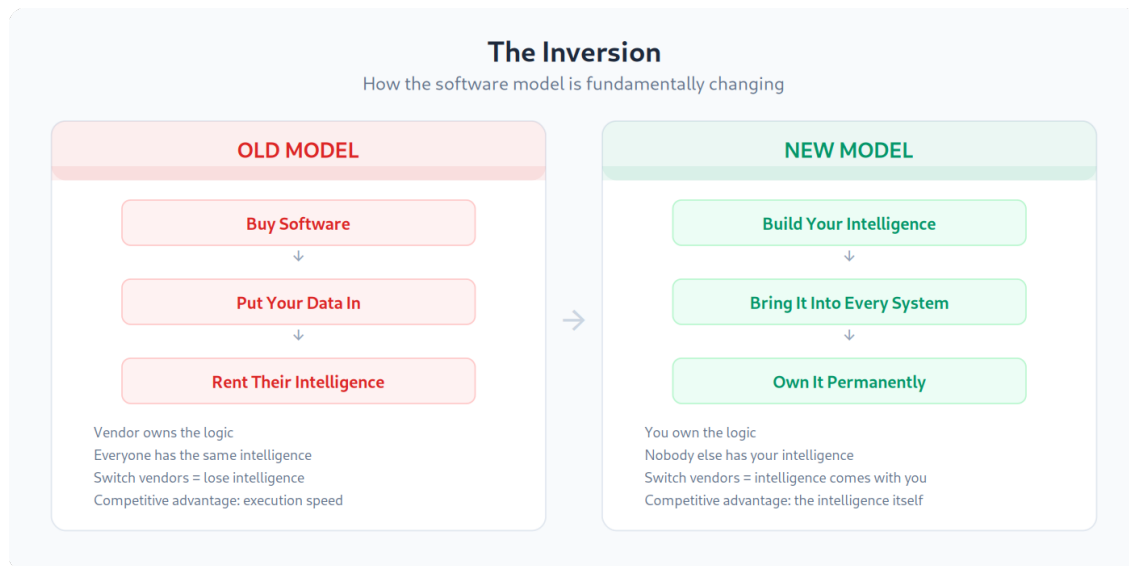 The Inversion
How the software model is fundamentally changing
OLD MODEL
Buy Software
↓
Put Your Data In
↓
Rent Their Intelligence
Vendor owns the logic
Everyone has the same intelligence
Switch vendors = lose intelligence
Competitive advantage: execution speed
→
NEW MODEL
Build Your Intelligence
↓
Bring It Into Every System
↓
Own It Permanently
You own the logic
Nobody else has your intelligence
Switch vendors = intelligence comes with you
Competitive advantage: the intelligence itself